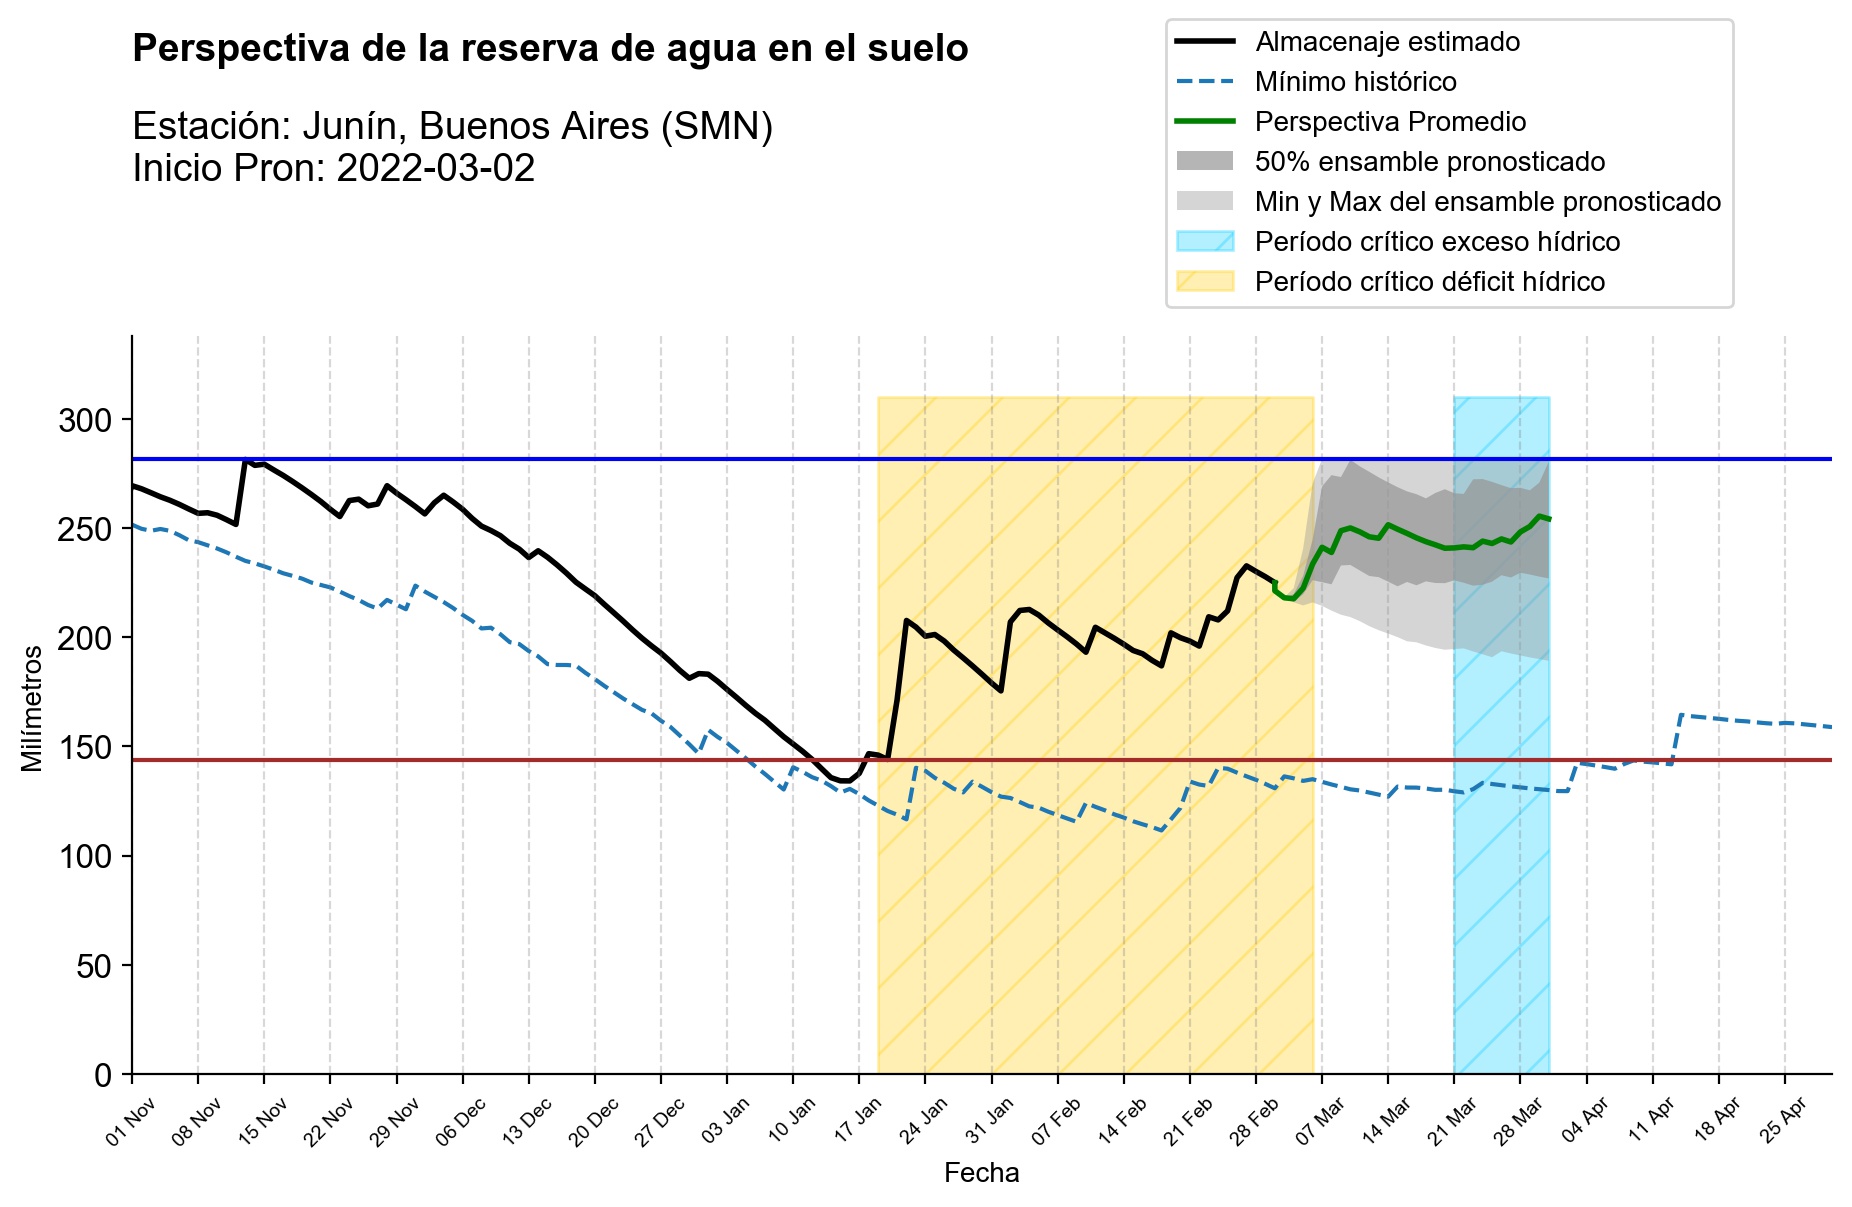 Perspectiva de la reserva de agua en el suelo
Estación: Junín, Buenos Aires (SMN)
Inicio Pron: 2022-03-02
Almacenaje estimado
Mínimo histórico
Perspectiva Promedio
50% ensamble pronosticado
Min y Max del ensamble pronosticado
Período crítico exceso hídrico
Período crítico déficit hídrico
Milímetros
300
250
200
150
100
50
0
01 Nov
08 Nov
15 Nov
22 Nov
29 Nov
06 Dec
13 Dec
20 Dec
27 Dec
03 Jan
10 Jan
17 Jan
24 Jan
31 Jan
07 Feb
14 Feb
21 Feb
28 Feb
07 Mar
14 Mar
21 Mar
28 Mar
04 Apr
11 Apr
18 Apr
25 Apr
Fecha